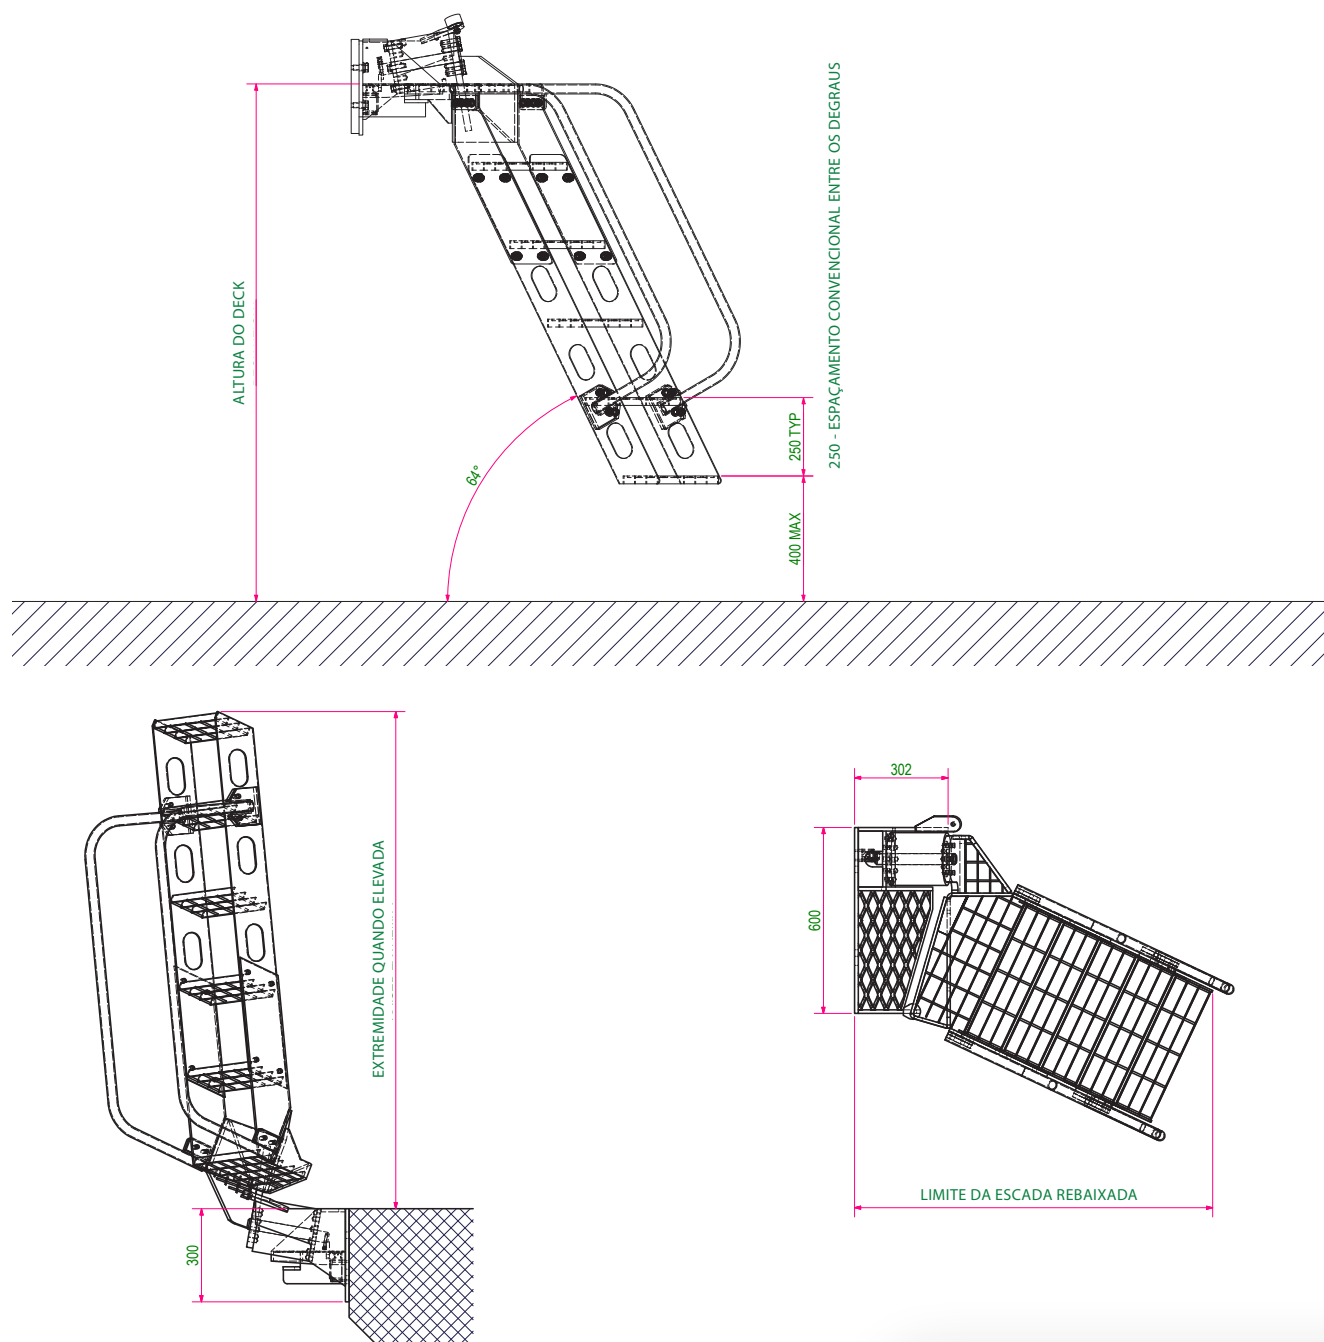 ALTURA DO DECK
64°
250 TYP
400 MAX
250 - ESPAÇAMENTO CONVENCIONAL ENTRE OS DEGRAUS
EXTREMIDADE QUANDO ELEVADA
300
302
600
LIMITE DA ESCADA REBAIXADA